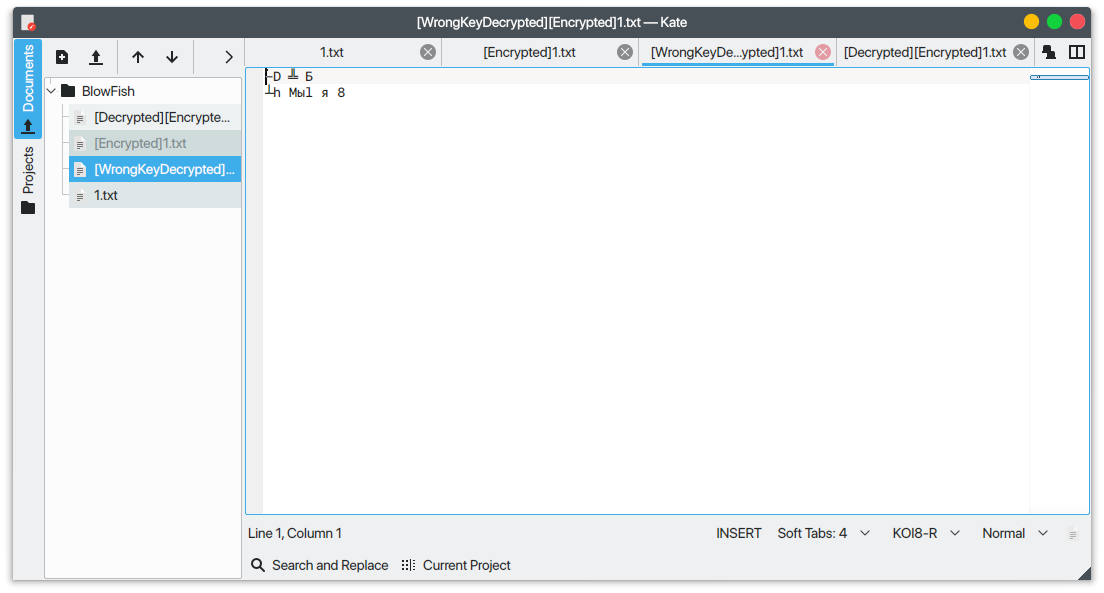 [WrongKeyDecrypted][Encrypted]1.txt — Kate
Documents
Projects
1.txt
[Encrypted]1.txt
[WrongKeyDe...ypted]1.txt
[Decrypted][Encrypted]1.txt
BlowFish
[Decrypted][Encrypte...
[Encrypted]1.txt
[WrongKeyDecrypted]...
1.txt
├D ╩ Б
┴h Мыl я 8
Line 1, Column 1
INSERT
Soft Tabs: 4
KOI8-R
Normal
Search and Replace
Current Project